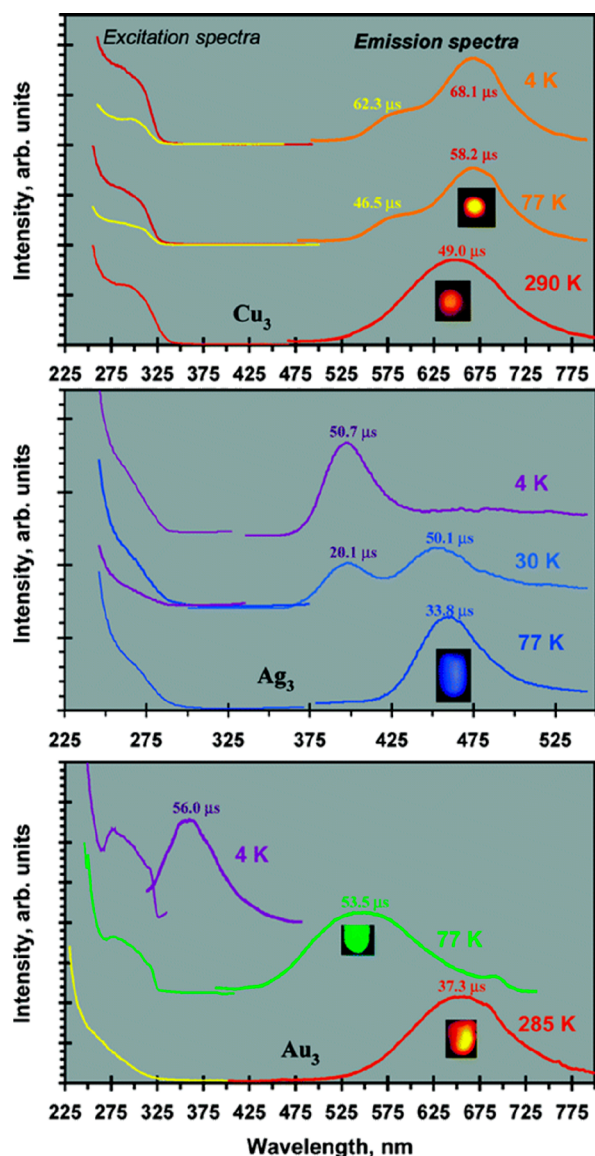 Excitation spectra Emission spectra
4 K
62.3 μs 68.1 μs
58.2 μs
46.5 μs 77 K
49.0 μs
290 K
Cu3
Intensity, arb. units
225 275 325 375 425 475 525 575 625 675 725 775
50.7 μs
4 K
50.1 μs
20.1 μs 30 K
33.8 μs
77 K
Ag3
Intensity, arb. units
225 275 325 375 425 475 525
56.0 μs
4 K
53.5 μs
77 K
37.3 μs
285 K
Au3
Intensity, arb. units
225 275 325 375 425 475 525 575 625 675 725 775
Wavelength, nm